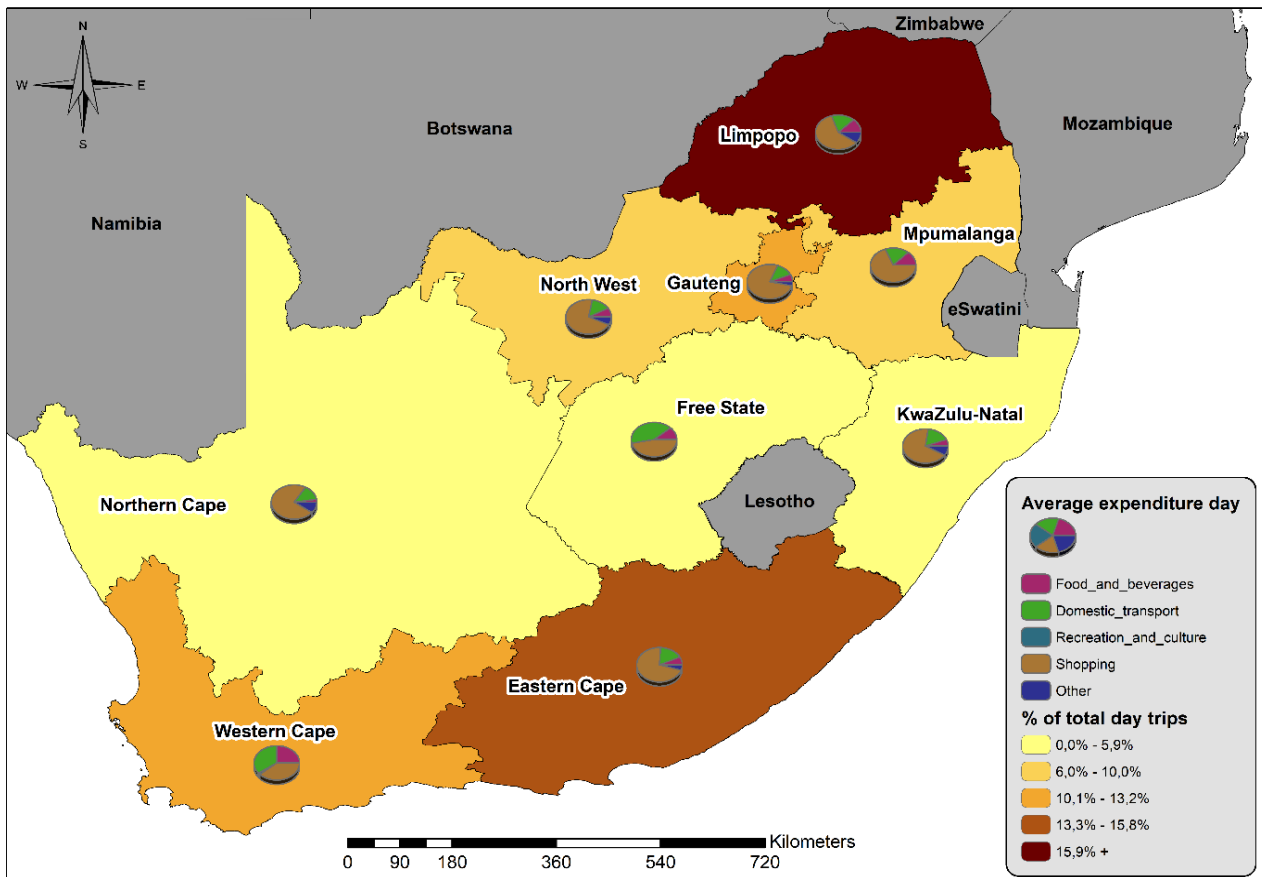 Zimbabwe
N
W
E
S
Botswana
Mozambique
Limpopo
Namibia
Mpumalanga
North West
Gauteng
eSwatini
Free State
KwaZulu-Natal
Northern Cape
Lesotho
Eastern Cape
Western Cape
Average expenditure day
Food_and_beverages
Domestic_transport
Recreation_and_culture
Shopping
Other
% of total day trips
0,0% - 5,9%
6,0% - 10,0%
10,1% - 13,2%
13,3% - 15,8%
15,9% +
Kilometers
0 90 180 360 540 720